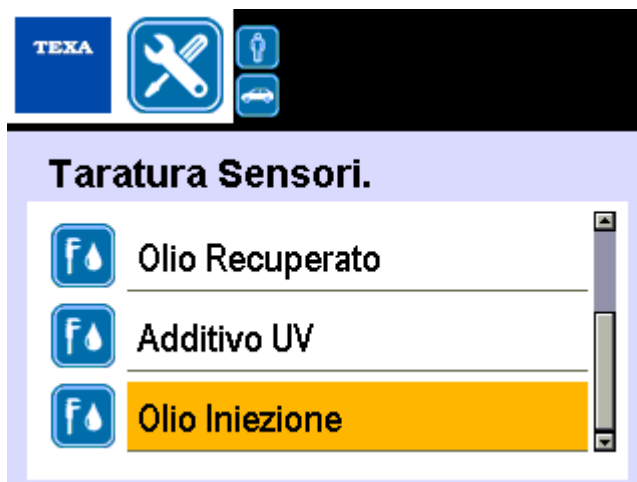 TEXA
Taratura Sensori.
Olio Recuperato
Additivo UV
Olio Iniezione